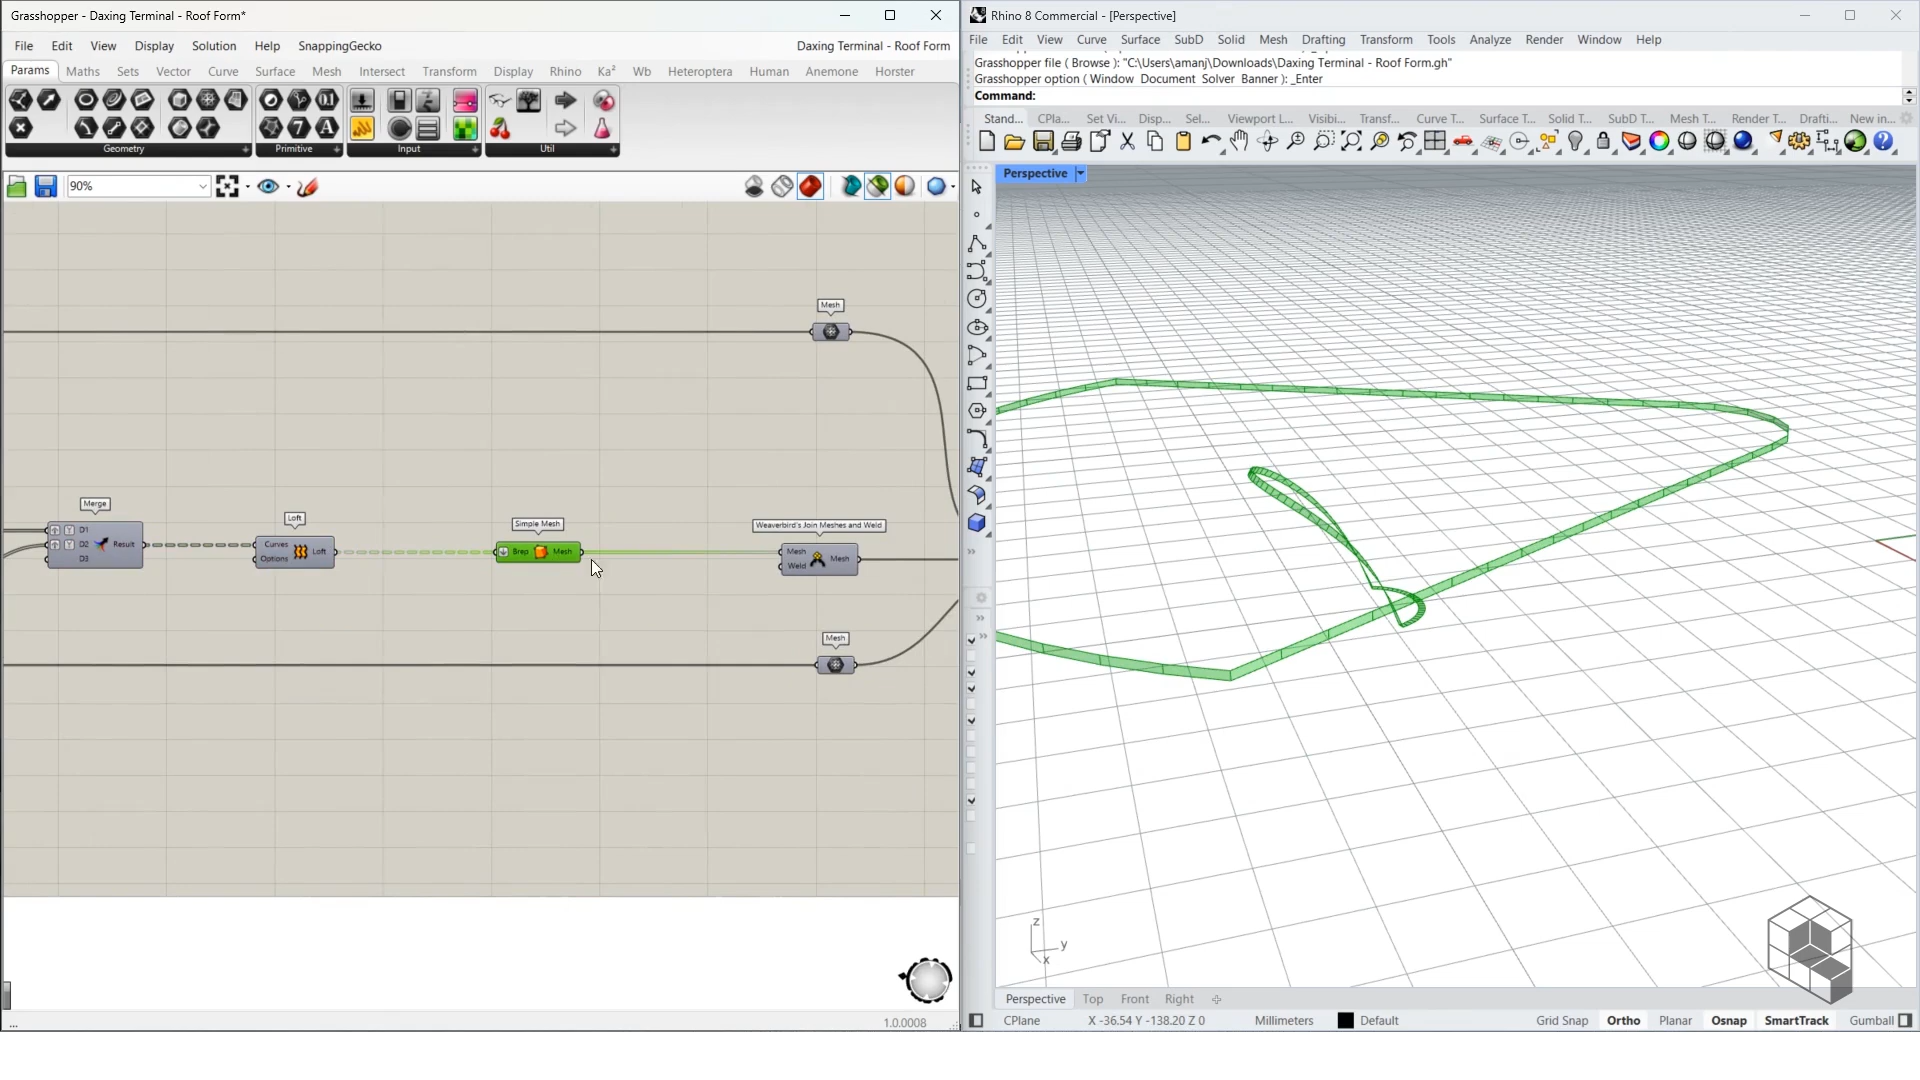 Grasshopper - Daxing Terminal - Roof Form*
File Edit View Display Solution Help SnappingGecko
Daxing Terminal - Roof Form
Params Maths Sets Vector Curve Surface Mesh Intersect Transform Display Rhino Ka² Wb Heteroptera Human Anemone Horster
Geometry
Primitive
Input
Util
90%
Mesh
Merge
D1
D2
D3
Result
Loft
Curves
Options
Loft
Simple Mesh
Brep
Mesh
Weaverbird's Join Meshes and Weld
Mesh
Weld
Mesh
Mesh
...
1.0.0008
Rhino 8 Commercial - [Perspective]
File Edit View Curve Surface SubD Solid Mesh Drafting Transform Tools Analyze Render Window Help
Grasshopper file ( Browse ): "C:\Users\amanj\Downloads\Daxing Terminal - Roof Form.gh"
Grasshopper option ( Window Document Solver Banner ): _Enter
Command:
Stand... CPla... Set Vi... Disp... Sel... Viewport L... Visibi... Transf... Curve T... Surface T... Solid T... SubD T... Mesh T... Render T... Drafti... New in...
Perspective
z
y
x
Perspective Top Front Right
CPlane X -36.54 Y -138.20 Z 0 Millimeters Default Grid Snap Ortho Planar Osnap SmartTrack Gumball